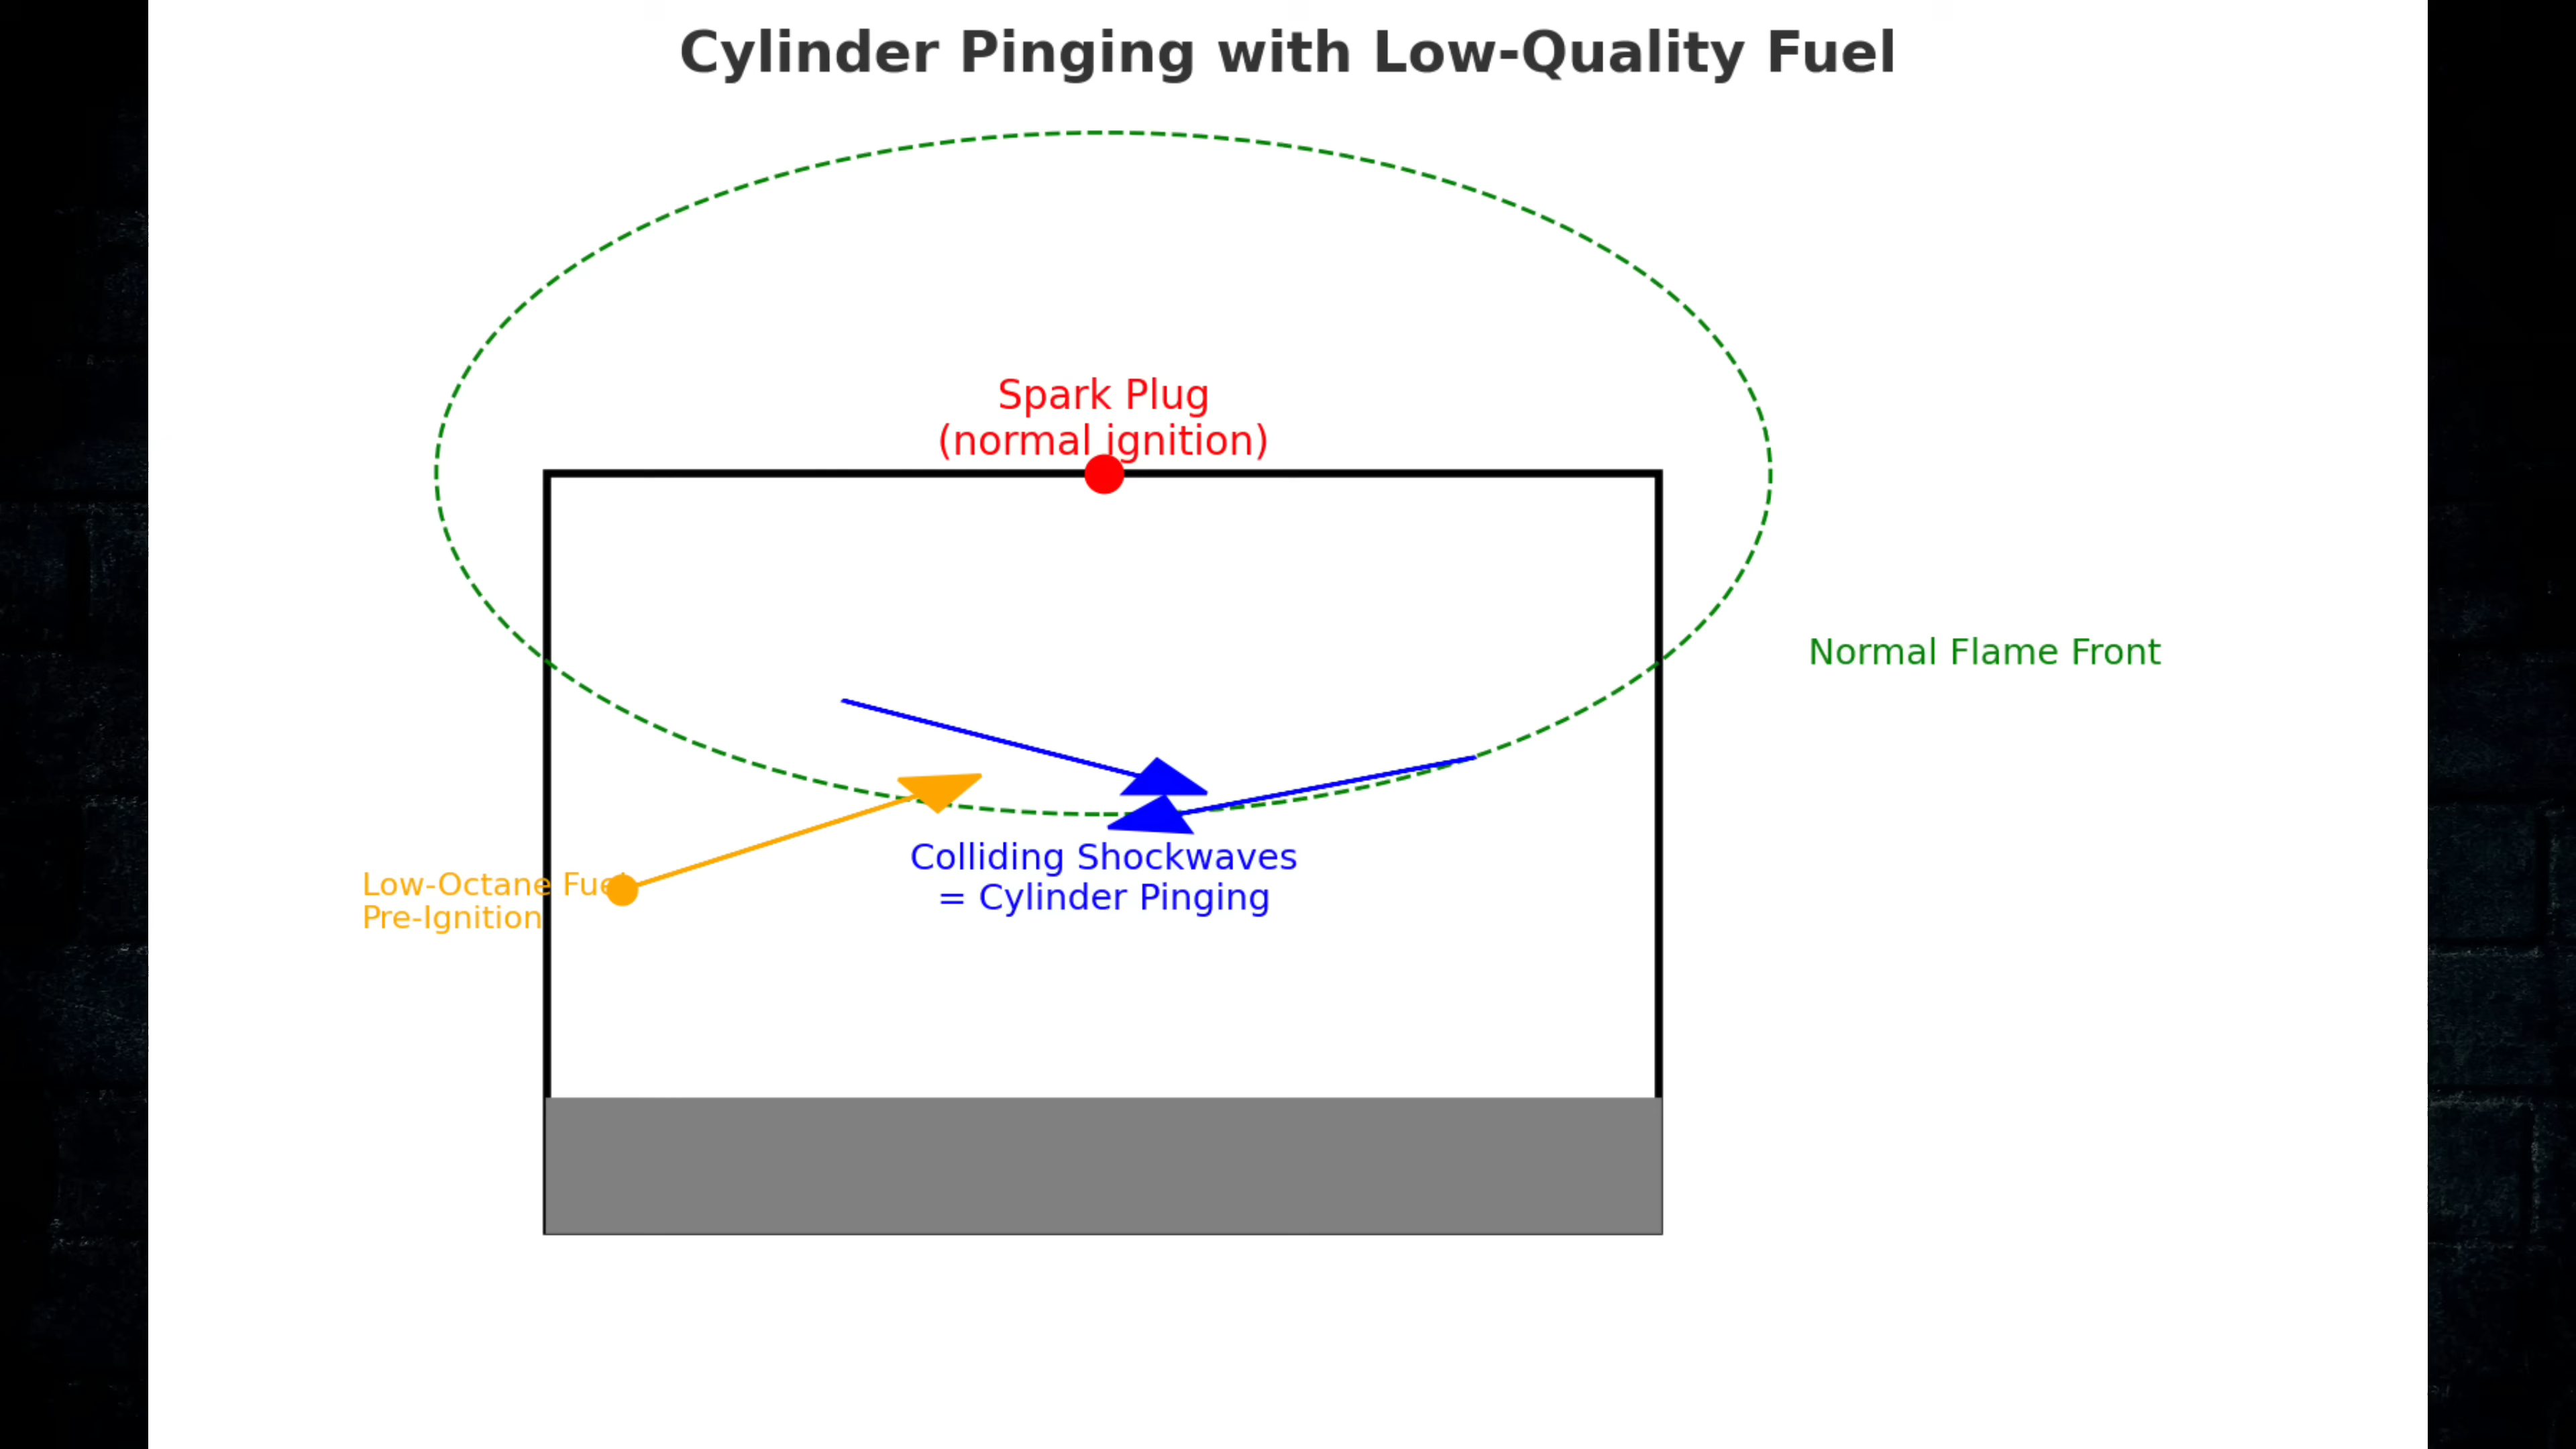 Cylinder Pinging with Low-Quality Fuel
Spark Plug
(normal ignition)
Normal Flame Front
Colliding Shockwaves
= Cylinder Pinging
Low-Octane Fuel
Pre-Ignition